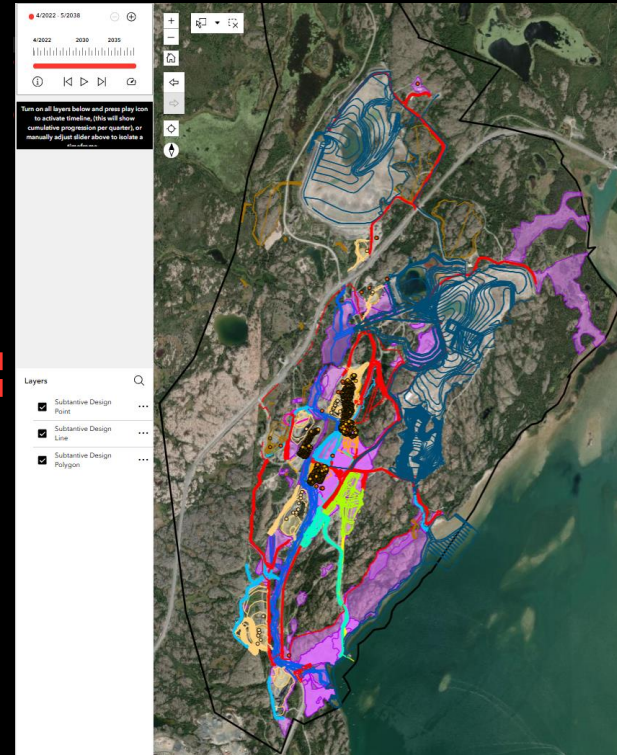 4/2022 - 5/2038
4/2022 2030 2035
Turn on all layers below and press play icon
to activate timeline, (this will show
cumulative progression per quarter), or
manually adjust slider above to isolate a
timeframe
Layers
Subtantive Design
Point
Subtantive Design
Line
Subtantive Design
Polygon